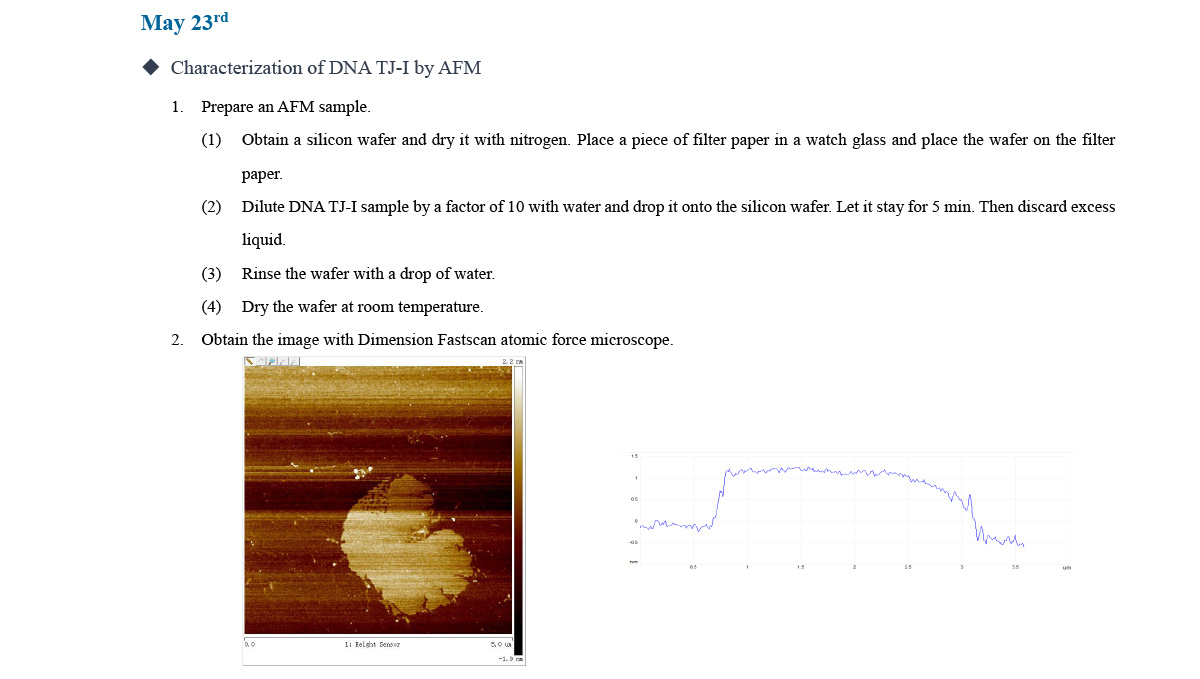 May 23rd
◆ Characterization of DNA TJ-I by AFM
1. Prepare an AFM sample.
(1) Obtain a silicon wafer and dry it with nitrogen. Place a piece of filter paper in a watch glass and place the wafer on the filter
paper.
(2) Dilute DNA TJ-I sample by a factor of 10 with water and drop it onto the silicon wafer. Let it stay for 5 min. Then discard excess
liquid.
(3) Rinse the wafer with a drop of water.
(4) Dry the wafer at room temperature.
2. Obtain the image with Dimension Fastscan atomic force microscope.
2.2 nm
0.0 1: Height Sensor 5.0 um
-1.9 nm
1.5
1
0.5
0
-0.5
nm
0.5 1 1.5 2 2.5 3 3.5 um